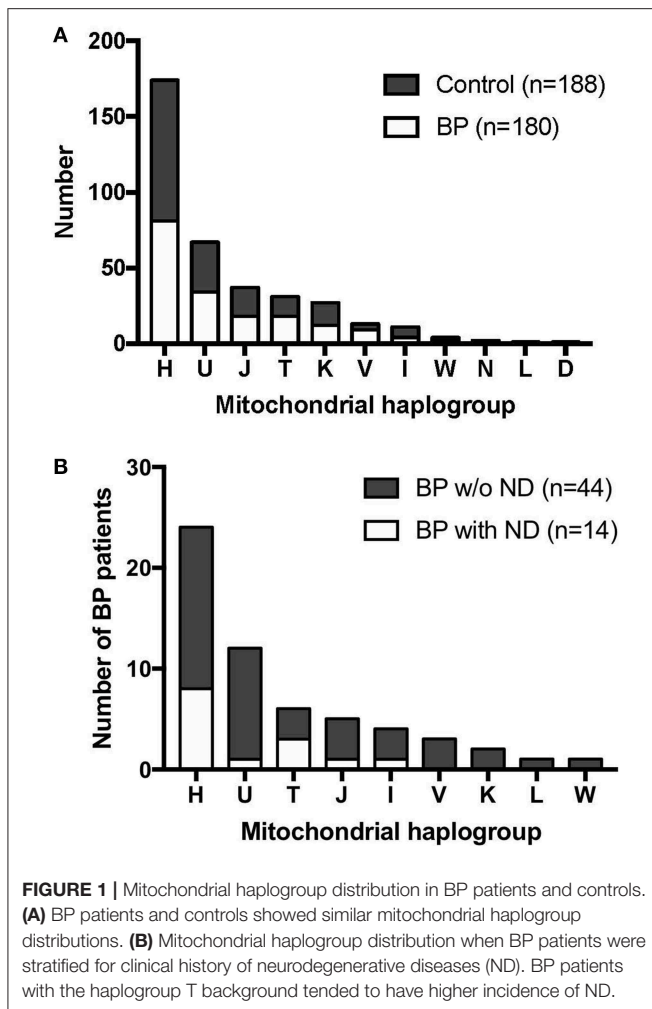 A
200
150
100
50
0
Number
Control (n=188)
BP (n=180)
H U J T K V I W N L D
Mitochondrial haplogroup
B
30
20
10
0
Number of BP patients
BP w/o ND (n=44)
BP with ND (n=14)
H U T J I V K L W
Mitochondrial haplogroup
FIGURE 1 | Mitochondrial haplogroup distribution in BP patients and controls.
(A) BP patients and controls showed similar mitochondrial haplogroup
distributions. (B) Mitochondrial haplogroup distribution when BP patients were
stratified for clinical history of neurodegenerative diseases (ND). BP patients
with the haplogroup T background tended to have higher incidence of ND.